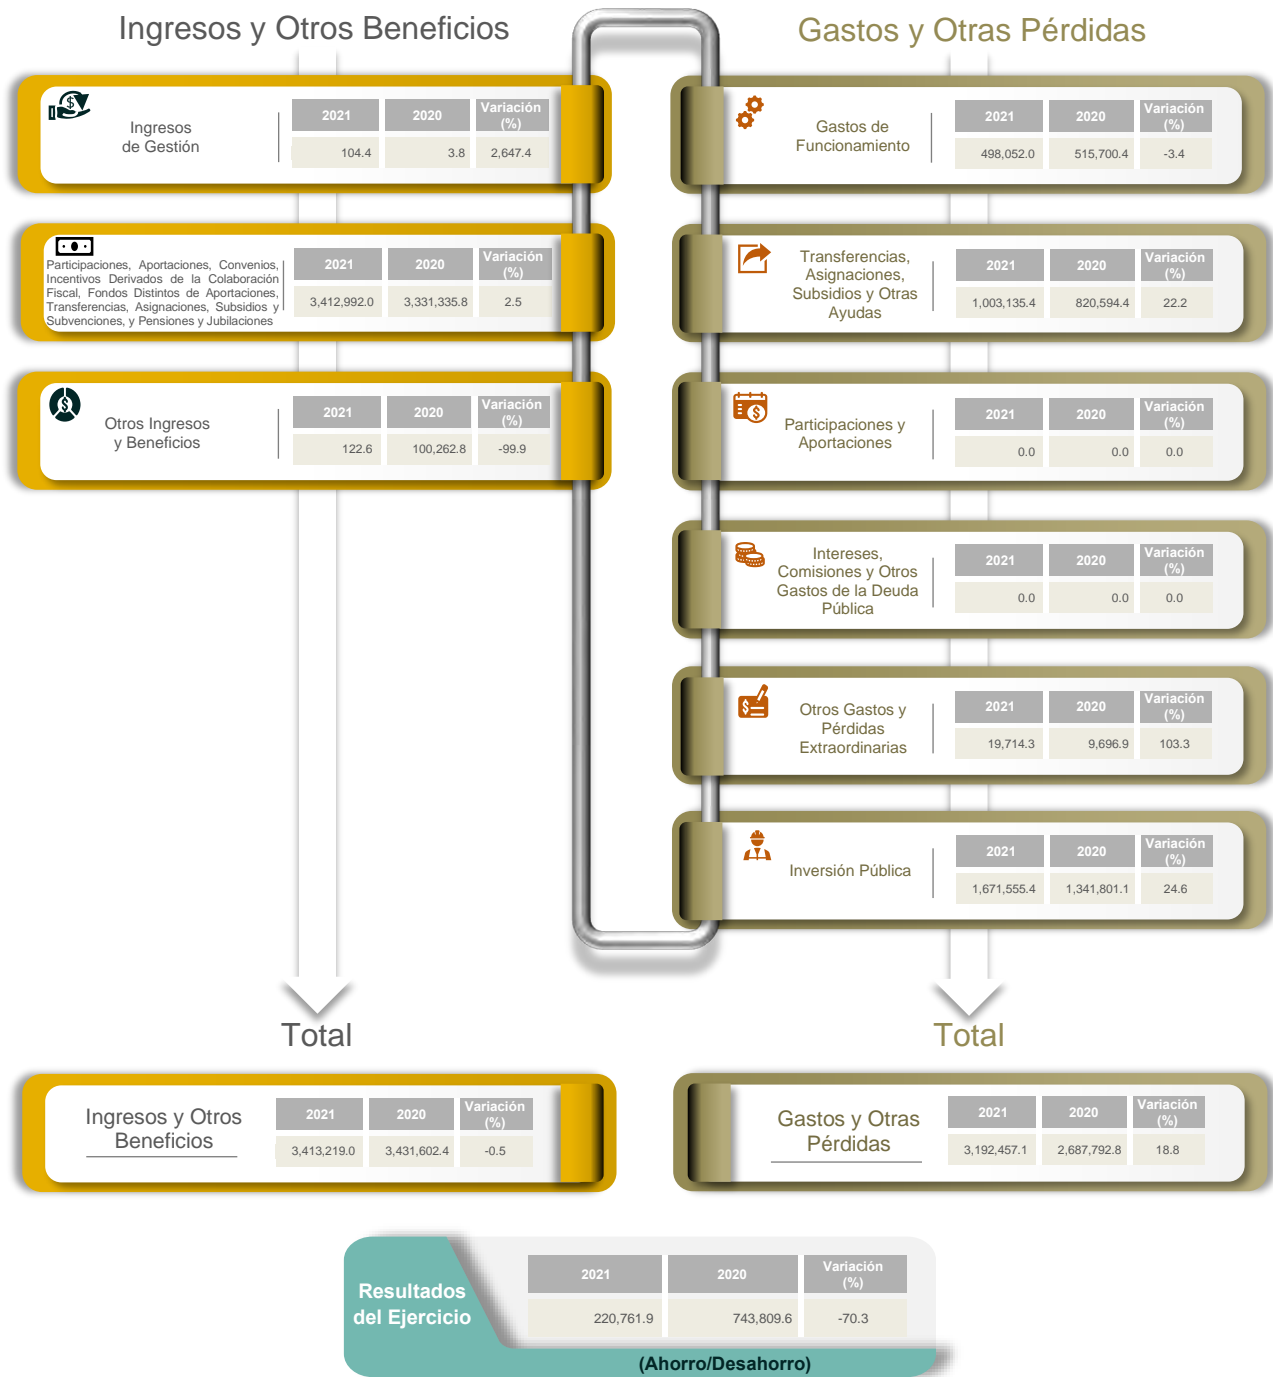 Ingresos y Otros Beneficios
Ingresos
de Gestión
2021 2020 Variación
(%)
104.4 3.8 2,647.4
Participaciones, Aportaciones, Convenios,
Incentivos Derivados de la Colaboración
Fiscal, Fondos Distintos de Aportaciones,
Transferencias, Asignaciones, Subsidios y
Subvenciones, y Pensiones y Jubilaciones
2021 2020 Variación
(%)
3,412,992.0 3,331,335.8 2.5
Otros Ingresos
y Beneficios
2021 2020 Variación
(%)
122.6 100,262.8 -99.9
Total
Ingresos y Otros
Beneficios
2021 2020 Variación
(%)
3,413,219.0 3,431,602.4 -0.5
Gastos y Otras Pérdidas
Gastos de
Funcionamiento
2021 2020 Variación
(%)
498,052.0 515,700.4 -3.4
Transferencias,
Asignaciones,
Subsidios y Otras
Ayudas
2021 2020 Variación
(%)
1,003,135.4 820,594.4 22.2
Participaciones y
Aportaciones
2021 2020 Variación
(%)
0.0 0.0 0.0
Intereses,
Comisiones y Otros
Gastos de la Deuda
Pública
2021 2020 Variación
(%)
0.0 0.0 0.0
Otros Gastos y
Pérdidas
Extraordinarias
2021 2020 Variación
(%)
19,714.3 9,696.9 103.3
Inversión Pública
2021 2020 Variación
(%)
1,671,555.4 1,341,801.1 24.6
Total
Gastos y Otras
Pérdidas
2021 2020 Variación
(%)
3,192,457.1 2,687,792.8 18.8
Resultados
del Ejercicio
2021 2020 Variación
(%)
220,761.9 743,809.6 -70.3
(Ahorro/Desahorro)